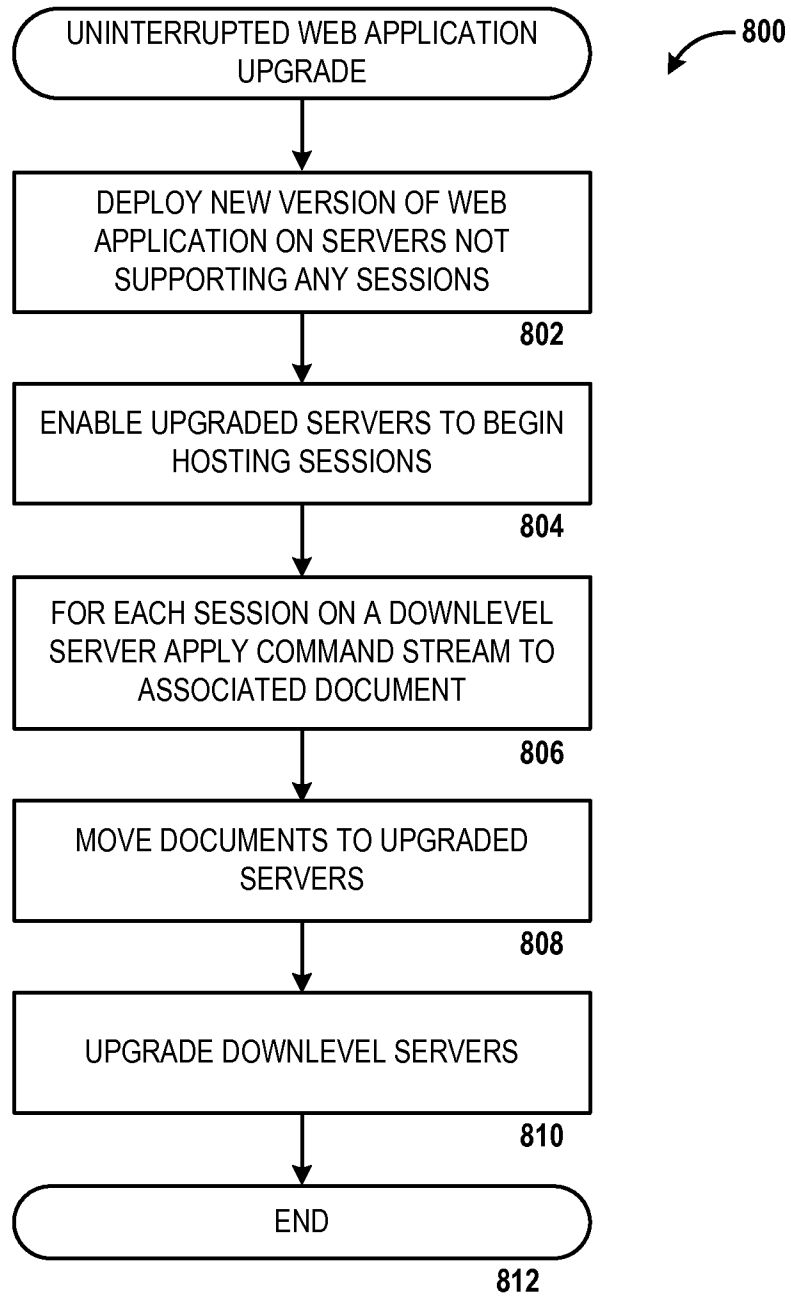 UNINTERRUPTED WEB APPLICATION
UPGRADE
800
DEPLOY NEW VERSION OF WEB
APPLICATION ON SERVERS NOT
SUPPORTING ANY SESSIONS
802
ENABLE UPGRADED SERVERS TO BEGIN
HOSTING SESSIONS
804
FOR EACH SESSION ON A DOWNLEVEL
SERVER APPLY COMMAND STREAM TO
ASSOCIATED DOCUMENT
806
MOVE DOCUMENTS TO UPGRADED
SERVERS
808
UPGRADE DOWNLEVEL SERVERS
810
END
812